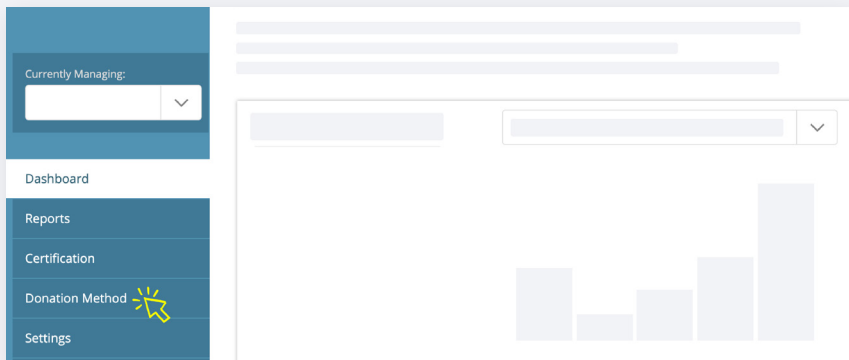 Currently Managing:
Dashboard
Reports
Certification
Donation Method
Settings